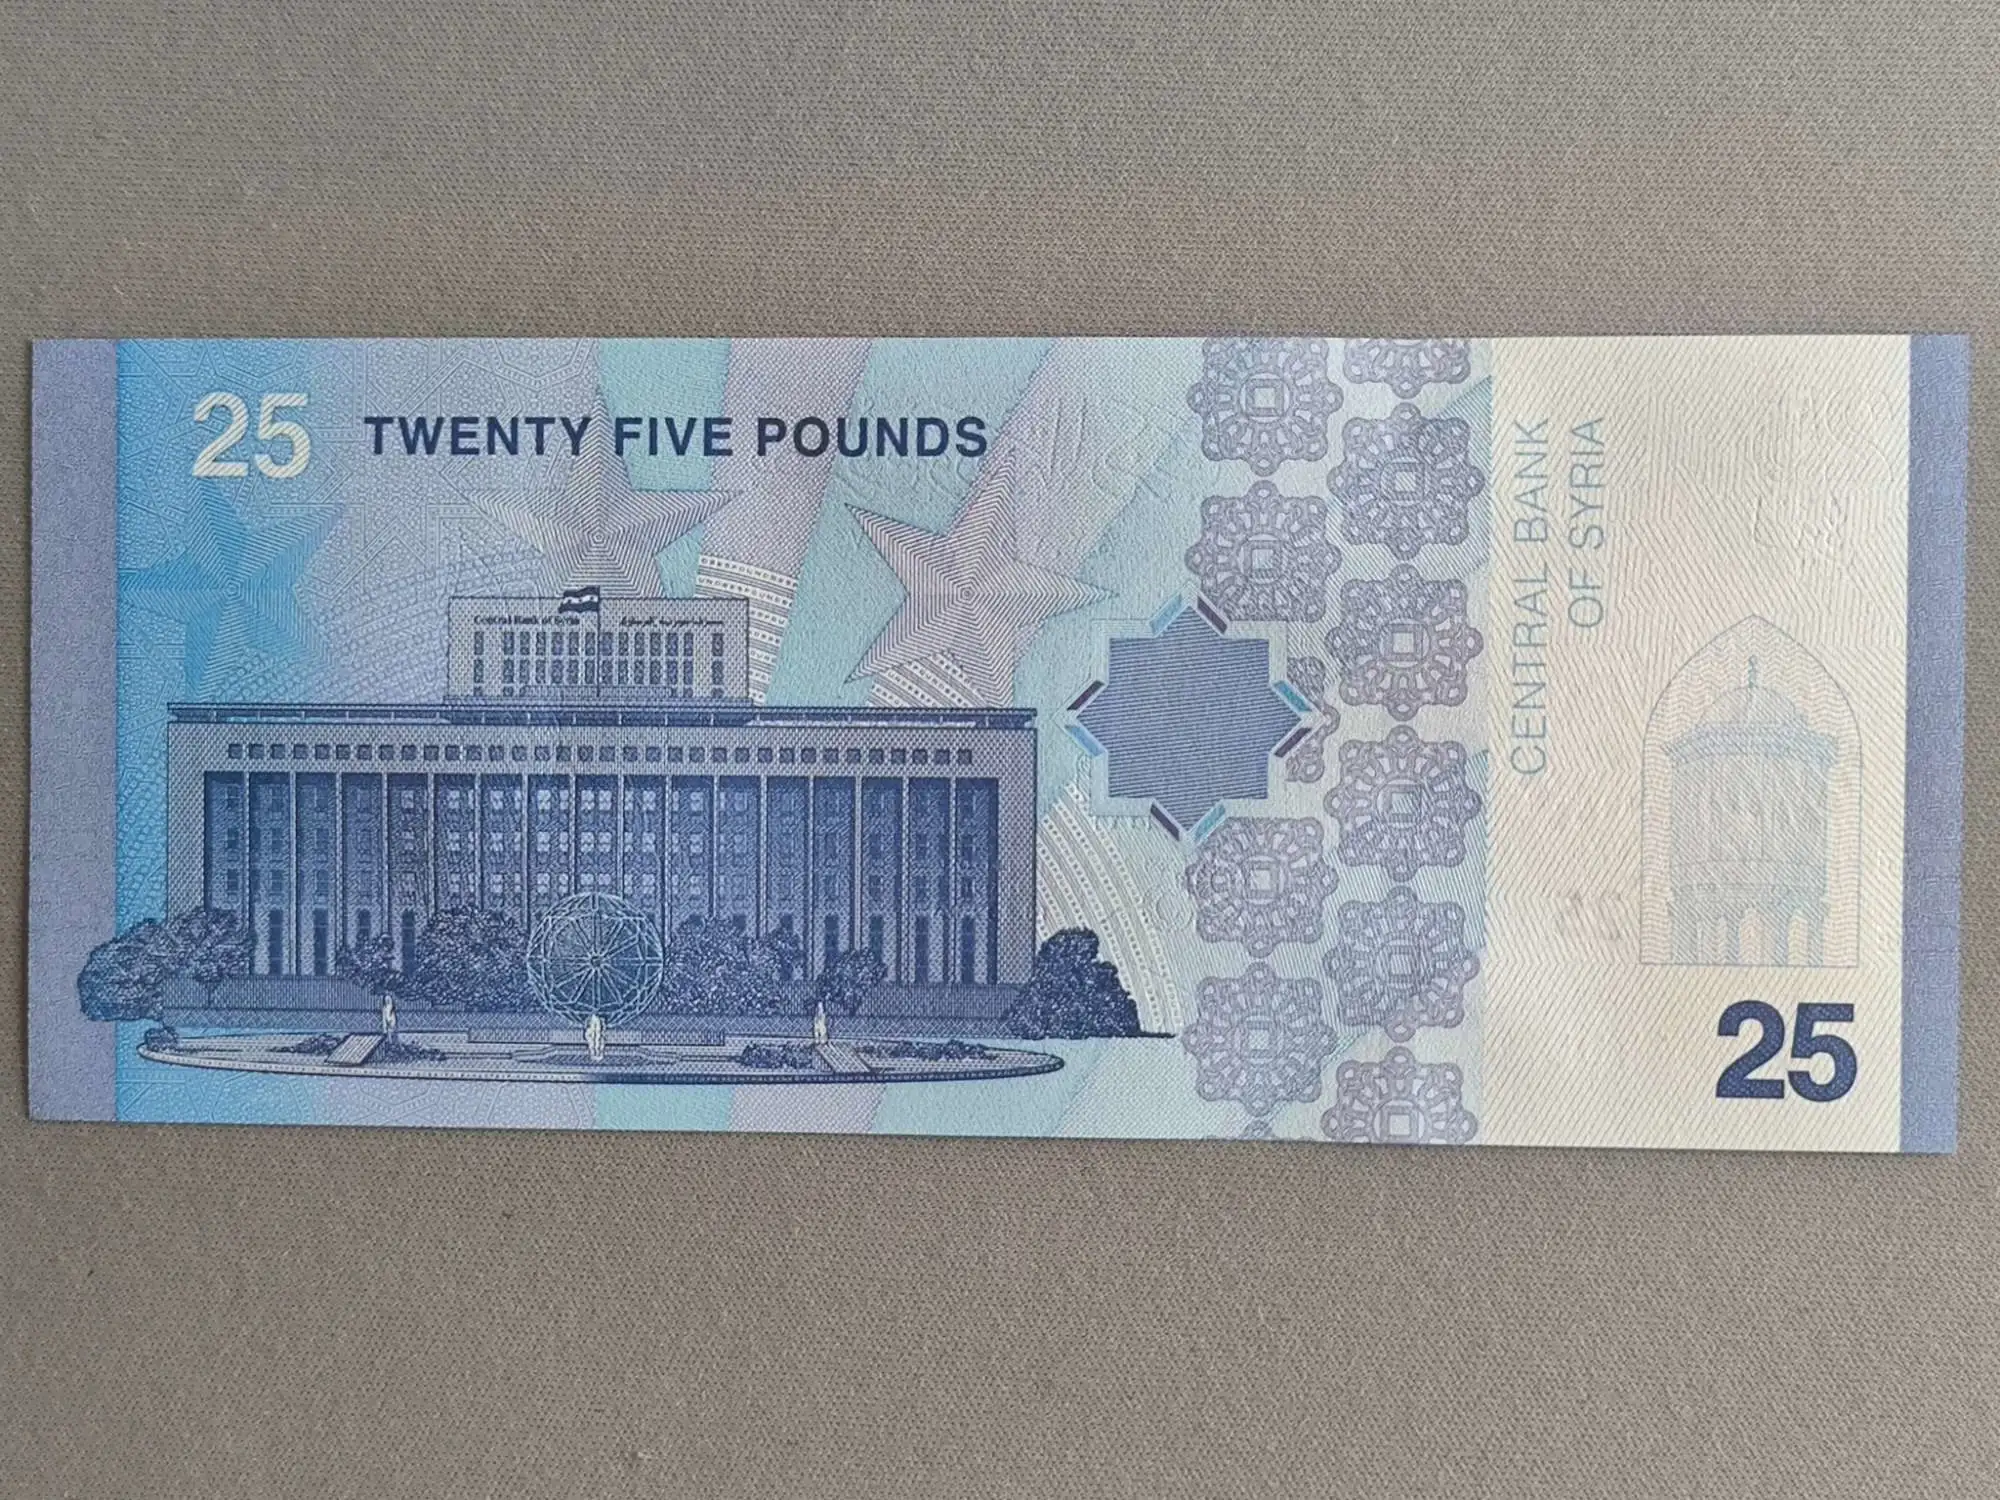 25
TWENTY FIVE POUNDS
Central Bank of Syria
CENTRAL BANK
OF SYRIA
25